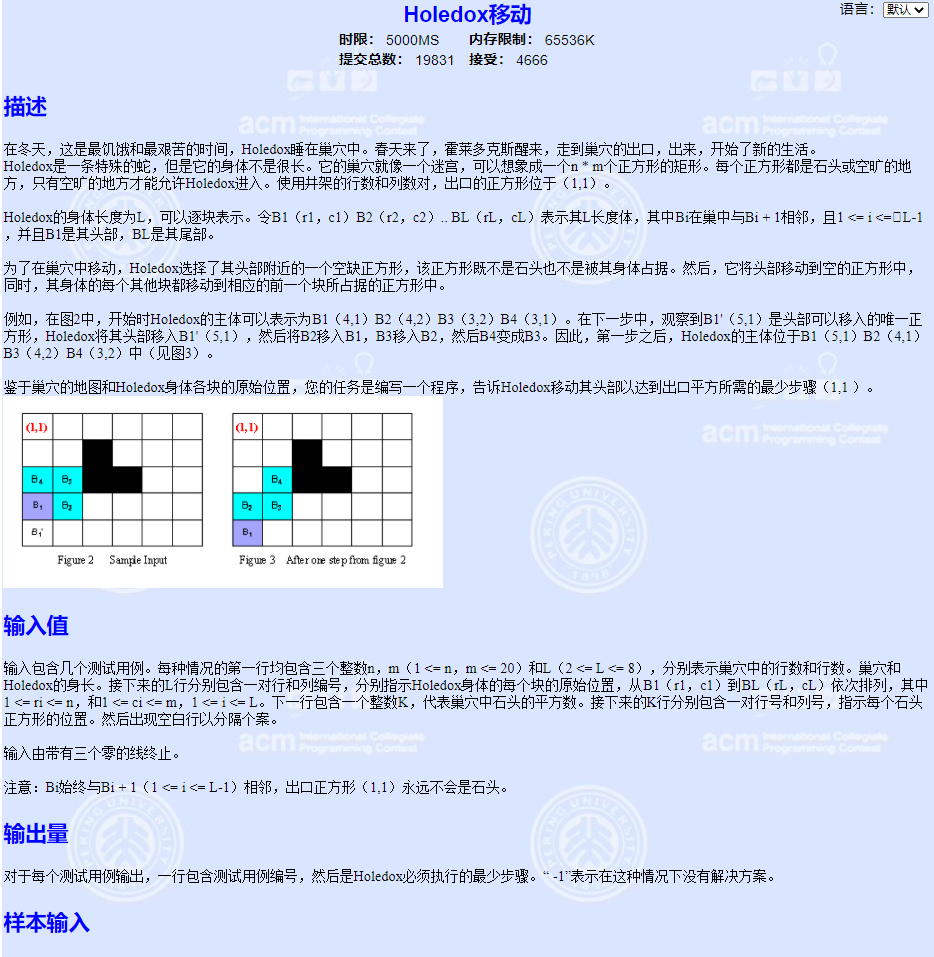 Holedox移动
语言：默认
时限： 5000MS 内存限制： 65536K
提交总数： 19831 接受： 4666
描述
在冬天，这是最饥饿和最艰苦的时间，Holedox睡在巢穴中。春天来了，霍莱多克斯醒来，走到巢穴的出口，出来，开始了新的生活。
Holedox是一条特殊的蛇，但是它的身体不是很长。它的巢穴就像一个迷宫，可以想象成一个n * m个正方形的矩形。每个正方形都是石头或空旷的地
方，只有空旷的地方才能允许Holedox进入。使用井架的行数和列数对，出口的正方形位于（1,1）。
Holedox的身体长度为L，可以逐块表示。令B1（r1，c1）B2（r2，c2）.. BL（rL，cL）表示其L长度体，其中Bi在巢中与Bi + 1相邻，且1 <= i <=L-1
，并且B1是其头部，BL是其尾部。
为了在巢穴中移动，Holedox选择了其头部附近的一个空缺正方形，该正方形既不是石头也不是被其身体占据。然后，它将头部移动到空的正方形中，
同时，其身体的每个其他块都移动到相应的前一个块所占据的正方形中。
例如，在图2中，开始时Holedox的主体可以表示为B1（4,1）B2（4,2）B3（3,2）B4（3,1）。在下一步中，观察到B1'（5,1）是头部可以移入的唯一正
方形，Holedox将其头部移入B1'（5,1），然后将B2移入B1，B3移入B2，然后B4变成B3。因此，第一步之后，Holedox的主体位于B1（5,1）B2（4,1）
B3（4,2）B4（3,2）中（见图3）。
鉴于巢穴的地图和Holedox身体各块的原始位置，您的任务是编写一个程序，告诉Holedox移动其头部以达到出口平方所需的最少步骤（1,1 ）。
(1,1) (1,1)
B4 B3 B4
B1 B2 B2 B3
B1' B1
Figure 2 Sample Input Figure 3 After one step from figure 2
输入值
输入包含几个测试用例。每种情况的第一行均包含三个整数n，m（1 <= n，m <= 20）和L（2 <= L <= 8），分别表示巢穴中的行数和行数。巢穴和
Holedox的身长。接下来的L行分别包含一对行和列编号，分别指示Holedox身体的每个块的原始位置，从B1（r1，c1）到BL（rL，cL）依次排列，其中
1 <= ri <= n，和1 <= ci <= m，1 <= i <= L。下一行包含一个整数K，代表巢穴中石头的平方数。接下来的K行分别包含一对行号和列号，指示每个石头
正方形的位置。然后出现空白行以分隔个案。
输入由带有三个零的线终止。
注意：Bi始终与Bi + 1（1 <= i <= L-1）相邻，出口正方形（1,1）永远不会是石头。
输出量
对于每个测试用例输出，一行包含测试用例编号，然后是Holedox必须执行的最少步骤。“ -1”表示在这种情况下没有解决方案。
样本输入